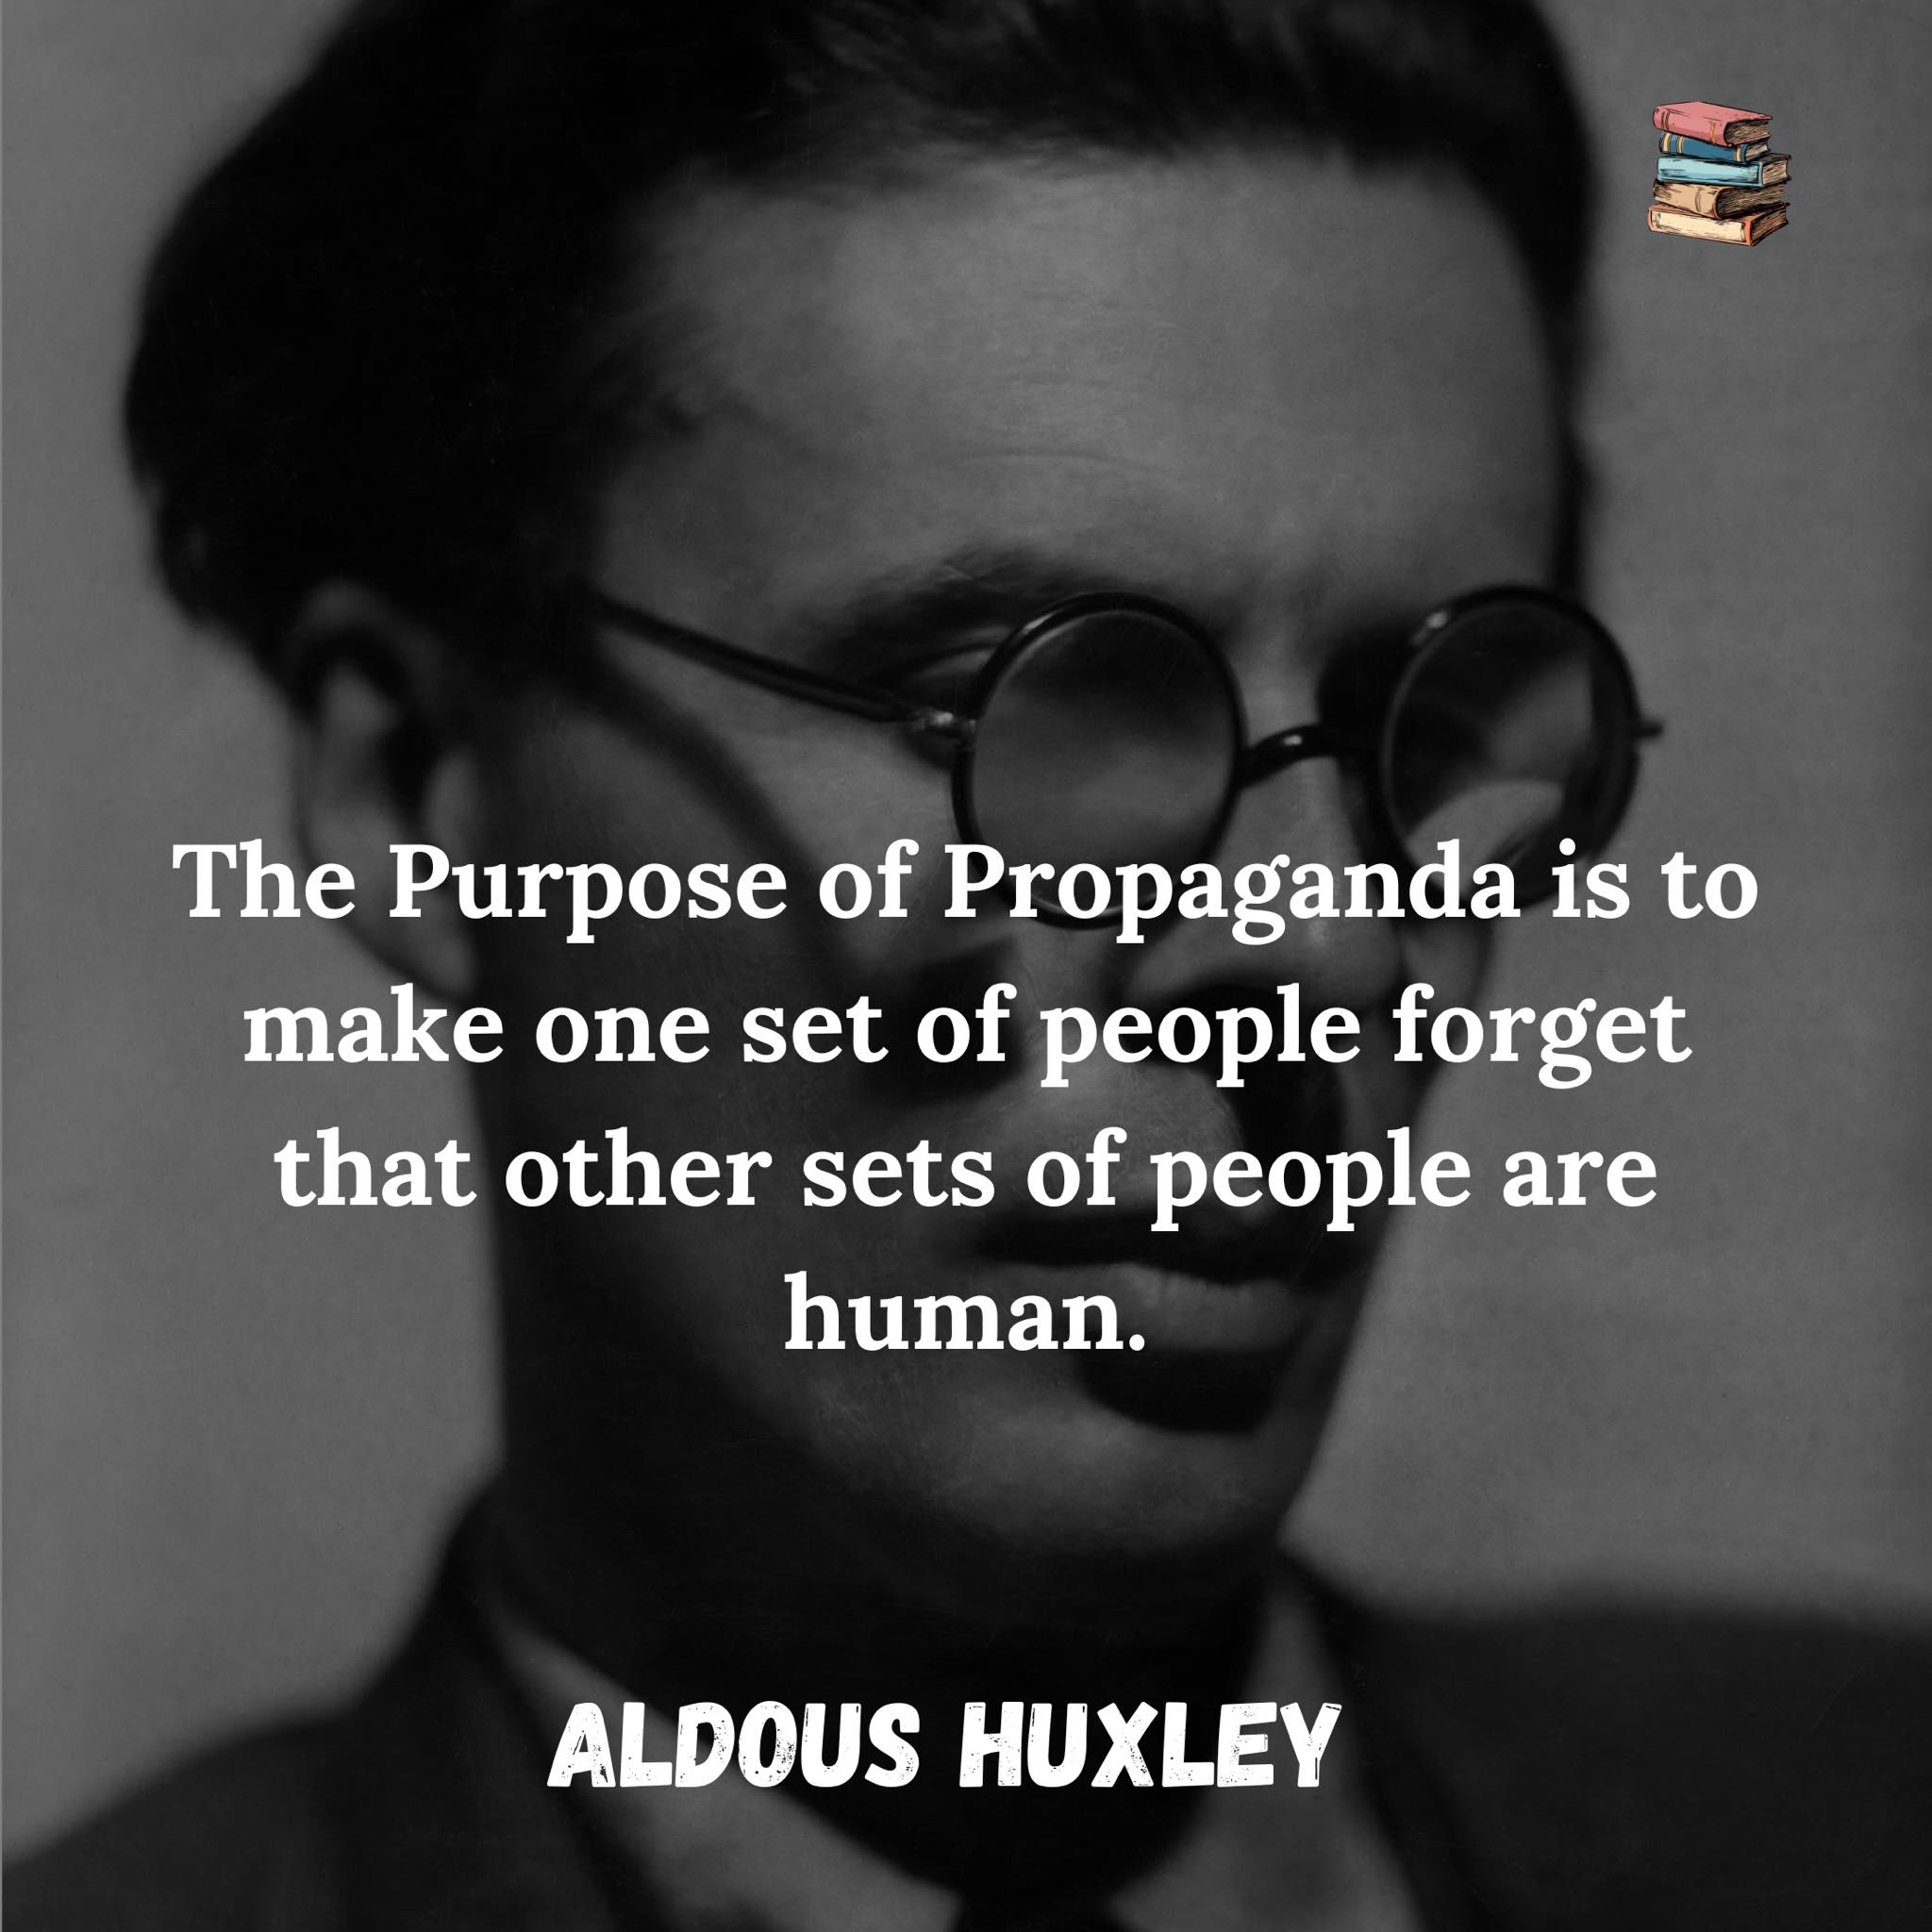 The Purpose of Propaganda is to
make one set of people forget
that other sets of people are
human.
ALDOUS HUXLEY